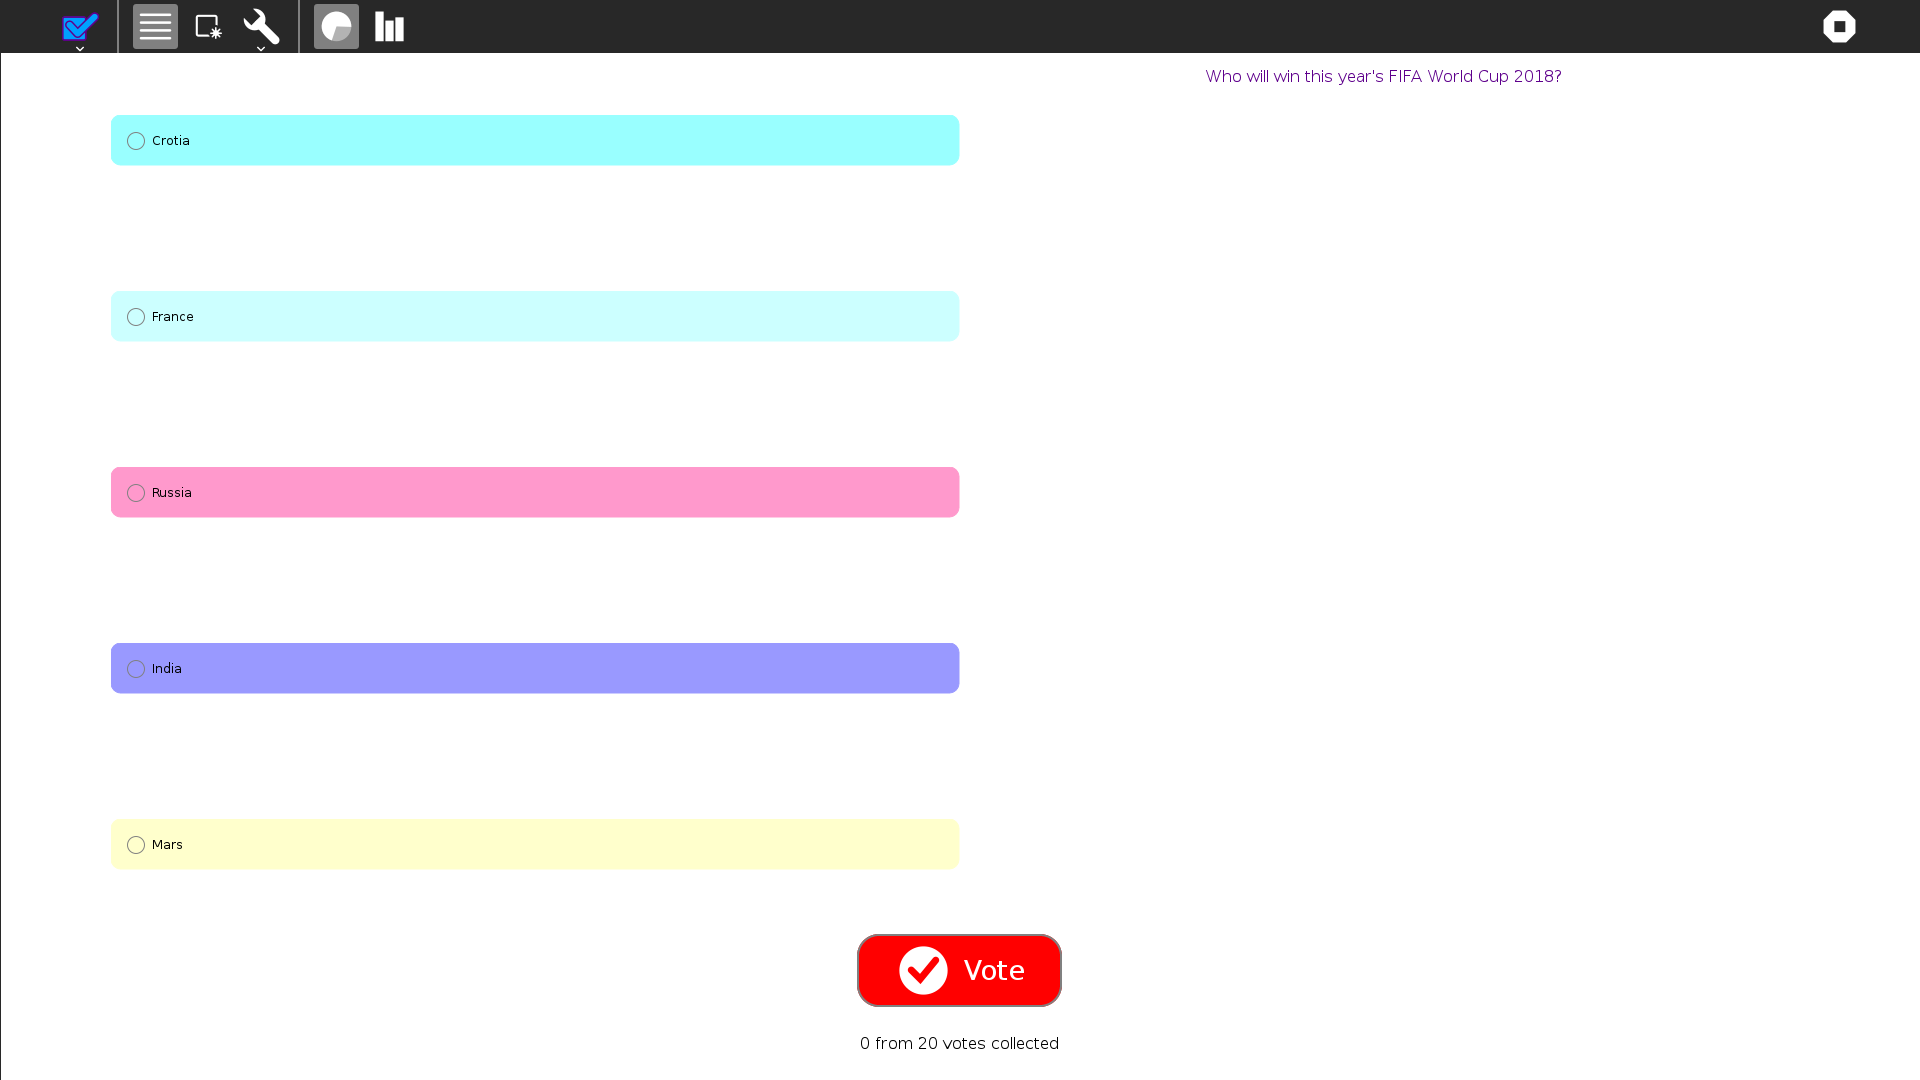 Who will win this year's FIFA World Cup 2018?
Crotia
France
Russia
India
Mars
Vote
0 from 20 votes collected